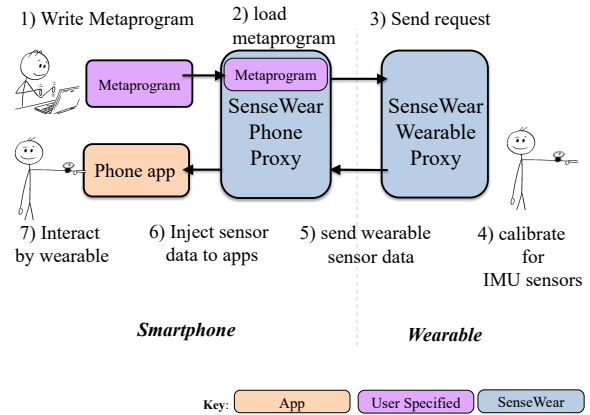 1) Write Metaprogram
2) load
metaprogram
3) Send request
Metaprogram
Metaprogram
SenseWear
Phone
Proxy
SenseWear
Wearable
Proxy
Phone app
7) Interact
by wearable
6) Inject sensor
data to apps
5) send wearable
sensor data
4) calibrate
for
IMU sensors
Smartphone
Wearable
Key:
App
User Specified
SenseWear